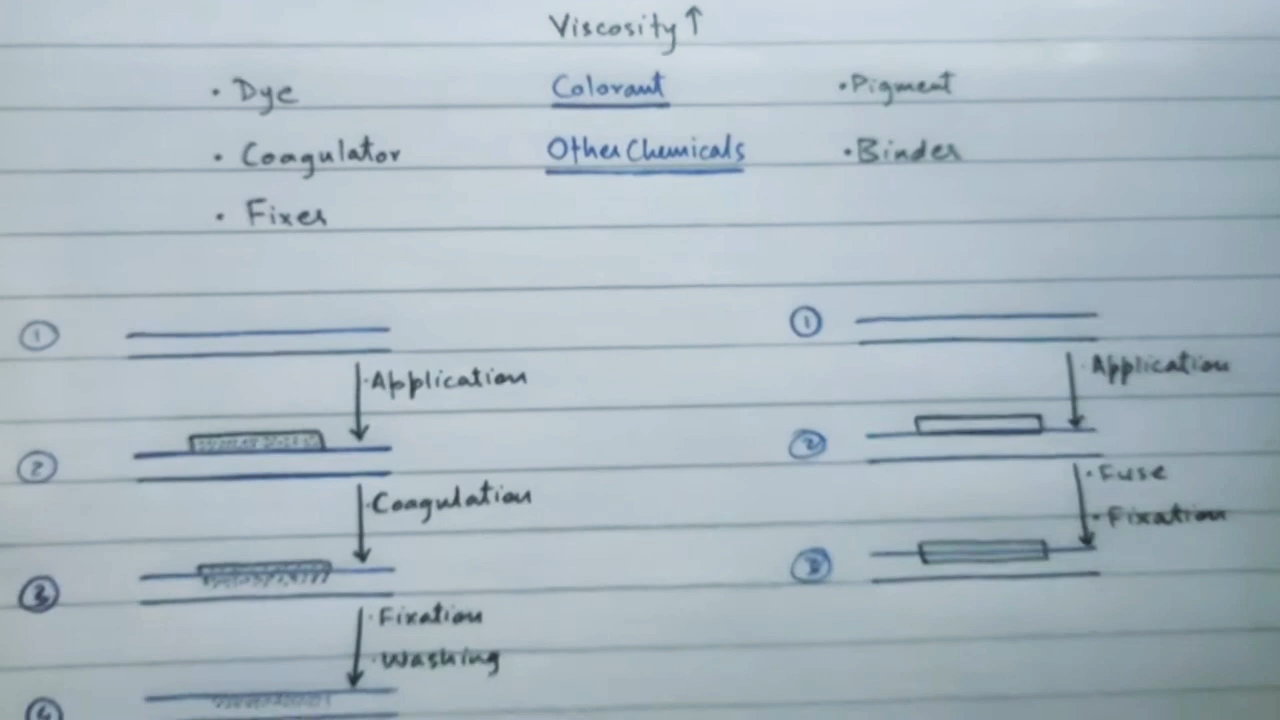 Viscosity ↑
• Dye Colorant • Pigment
• Coagulator Other Chemicals • Binder
• Fixer
1 1
• Application • Application
2 2
• Fuse
• Coagulation
• Fixation
3 3
• Fixation
• Washing
4